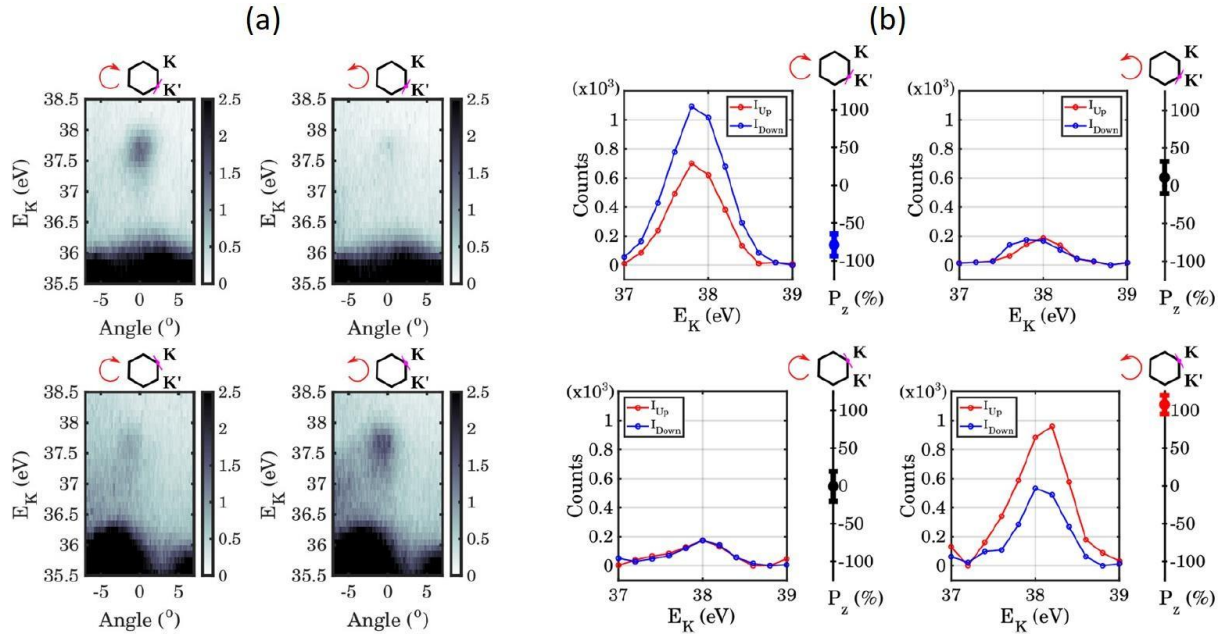 (a)
(b)
K
K'
38.5
38
37.5
37
36.5
36
35.5
E_K (eV)
-5 0 5
Angle (°)
2.5
2
1.5
1
0.5
0
K
K'
38.5
38
37.5
37
36.5
36
35.5
E_K (eV)
-5 0 5
Angle (°)
2.5
2
1.5
1
0.5
0
K
K'
(x10³)
1
0.8
0.6
0.4
0.2
0
Counts
I_Up
I_Down
37 38 39
E_K (eV)
100
50
0
-50
-100
P_z (%)
K
K'
(x10³)
1
0.8
0.6
0.4
0.2
0
Counts
I_Up
I_Down
37 38 39
E_K (eV)
100
50
0
-50
-100
P_z (%)
K
K'
38.5
38
37.5
37
36.5
36
35.5
E_K (eV)
-5 0 5
Angle (°)
2.5
2
1.5
1
0.5
0
K
K'
38.5
38
37.5
37
36.5
36
35.5
E_K (eV)
-5 0 5
Angle (°)
2.5
2
1.5
1
0.5
0
K
K'
(x10³)
1
0.8
0.6
0.4
0.2
0
Counts
I_Up
I_Down
37 38 39
E_K (eV)
100
50
0
-50
-100
P_z (%)
K
K'
(x10³)
1
0.8
0.6
0.4
0.2
0
Counts
I_Up
I_Down
37 38 39
E_K (eV)
100
50
0
-50
-100
P_z (%)